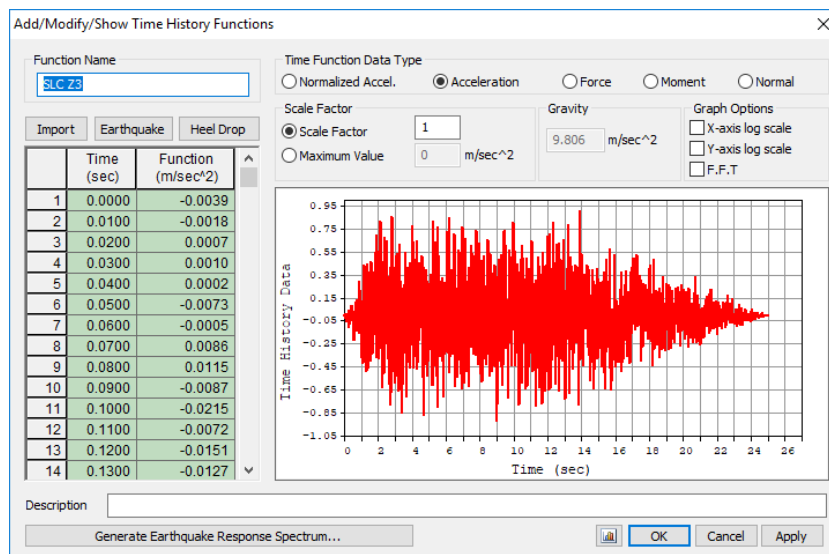 Add/Modify/Show Time History Functions
Function Name
SLC Z3
Import Earthquake Heel Drop
Time (sec) Function (m/sec^2)
1 0.0000 -0.0039
2 0.0100 -0.0018
3 0.0200 0.0007
4 0.0300 0.0010
5 0.0400 0.0002
6 0.0500 -0.0073
7 0.0600 -0.0005
8 0.0700 0.0086
9 0.0800 0.0115
10 0.0900 -0.0087
11 0.1000 -0.0215
12 0.1100 -0.0072
13 0.1200 -0.0151
14 0.1300 -0.0127
Time Function Data Type
Normalized Accel. Acceleration Force Moment Normal
Scale Factor
Scale Factor 1
Maximum Value 0 m/sec^2
Gravity
9.806 m/sec^2
Graph Options
X-axis log scale
Y-axis log scale
F.F.T
Time History Data
0.95
0.75
0.55
0.35
0.15
-0.05
-0.25
-0.45
-0.65
-0.85
-1.05
0 2 4 6 8 10 12 14 16 18 20 22 24 26
Time (sec)
Description
Generate Earthquake Response Spectrum... OK Cancel Apply